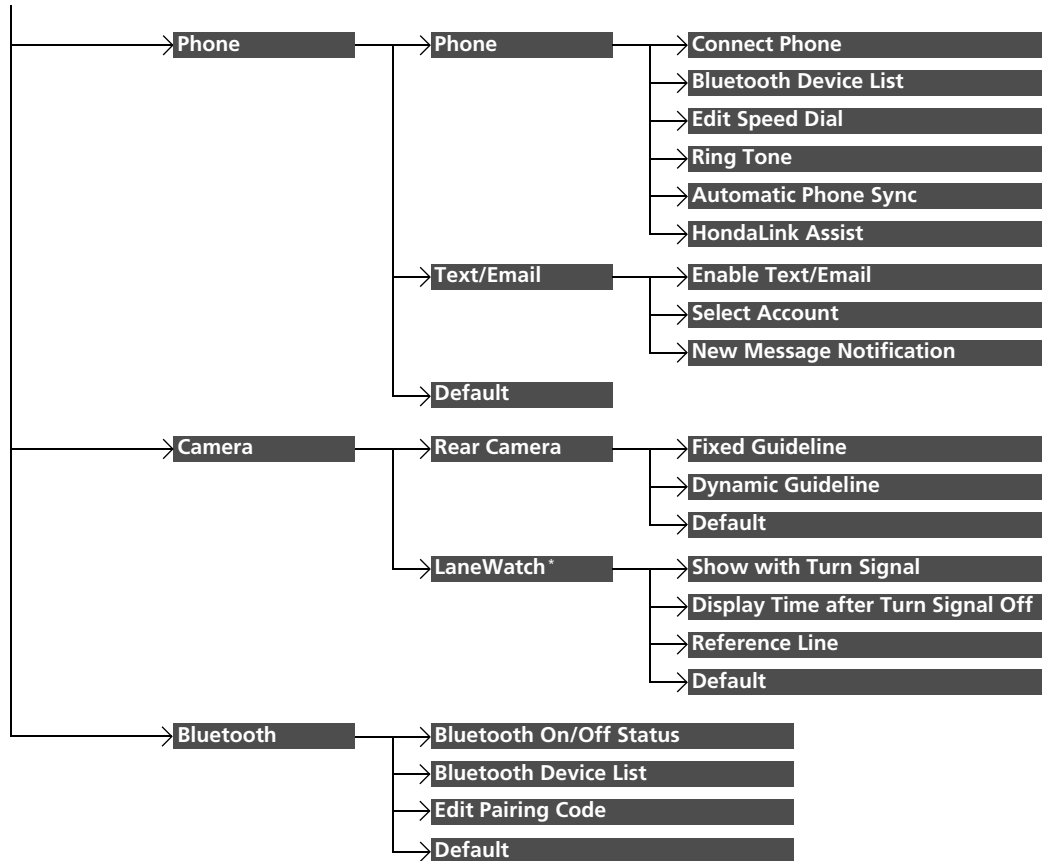 Phone
Phone
Connect Phone
Bluetooth Device List
Edit Speed Dial
Ring Tone
Automatic Phone Sync
HondaLink Assist
Text/Email
Enable Text/Email
Select Account
New Message Notification
Default
Camera
Rear Camera
Fixed Guideline
Dynamic Guideline
Default
LaneWatch*
Show with Turn Signal
Display Time after Turn Signal Off
Reference Line
Default
Bluetooth
Bluetooth On/Off Status
Bluetooth Device List
Edit Pairing Code
Default